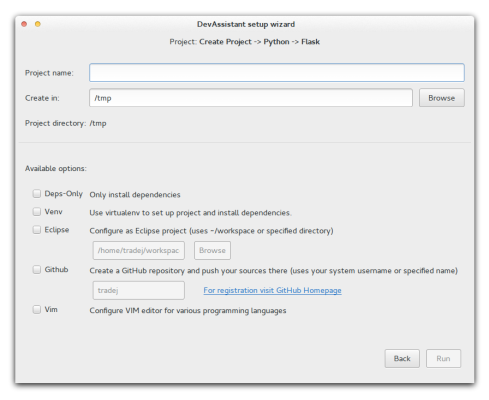 DevAssistant setup wizard
Project: Create Project -> Python -> Flask
Project name:
Create in: /tmp Browse
Project directory: /tmp
Available options:
Deps-Only Only install dependencies
Venv Use virtualenv to set up project and install dependencies.
Eclipse Configure as Eclipse project (uses ~/workspace or specified directory)
/home/tradej/workspac Browse
Github Create a GitHub repository and push your sources there (uses your system username or specified name)
tradej For registration visit GitHub Homepage
Vim Configure VIM editor for various programming languages
Back Run